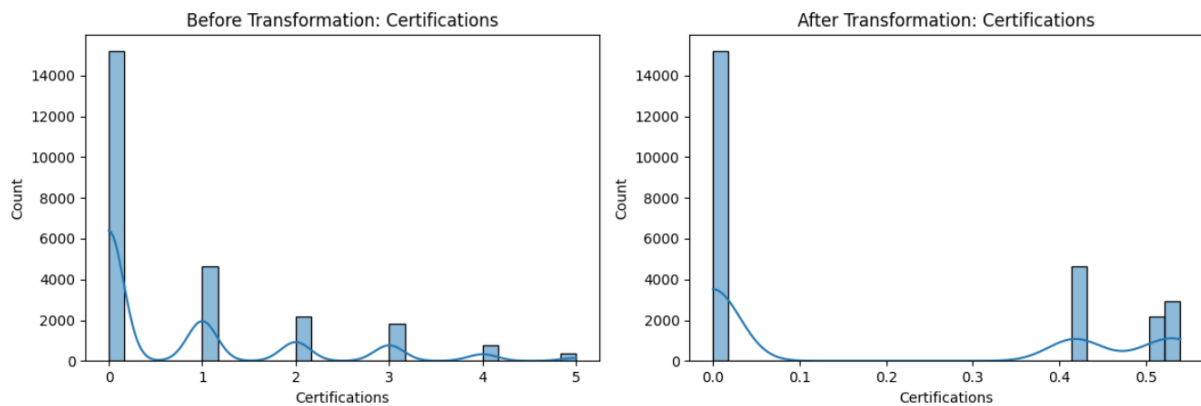 Before Transformation: Certifications
14000
12000
10000
8000
6000
4000
2000
0
Count
0 1 2 3 4 5
Certifications
After Transformation: Certifications
14000
12000
10000
8000
6000
4000
2000
0
Count
0.0 0.1 0.2 0.3 0.4 0.5
Certifications